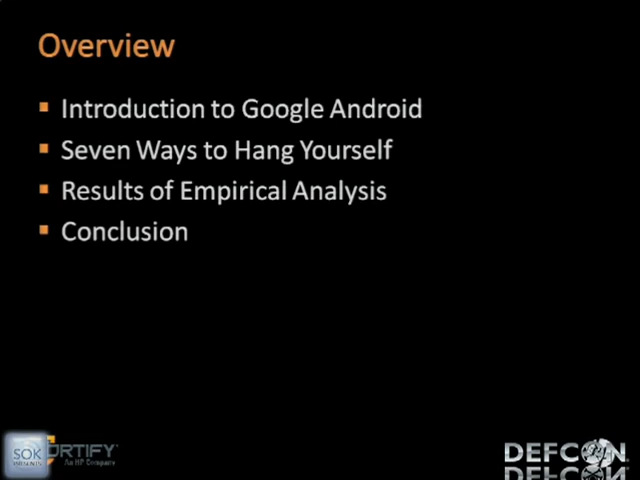 Overview
Introduction to Google Android
Seven Ways to Hang Yourself
Results of Empirical Analysis
Conclusion
SOK
ORTIFY
An HP Company
DEFCON